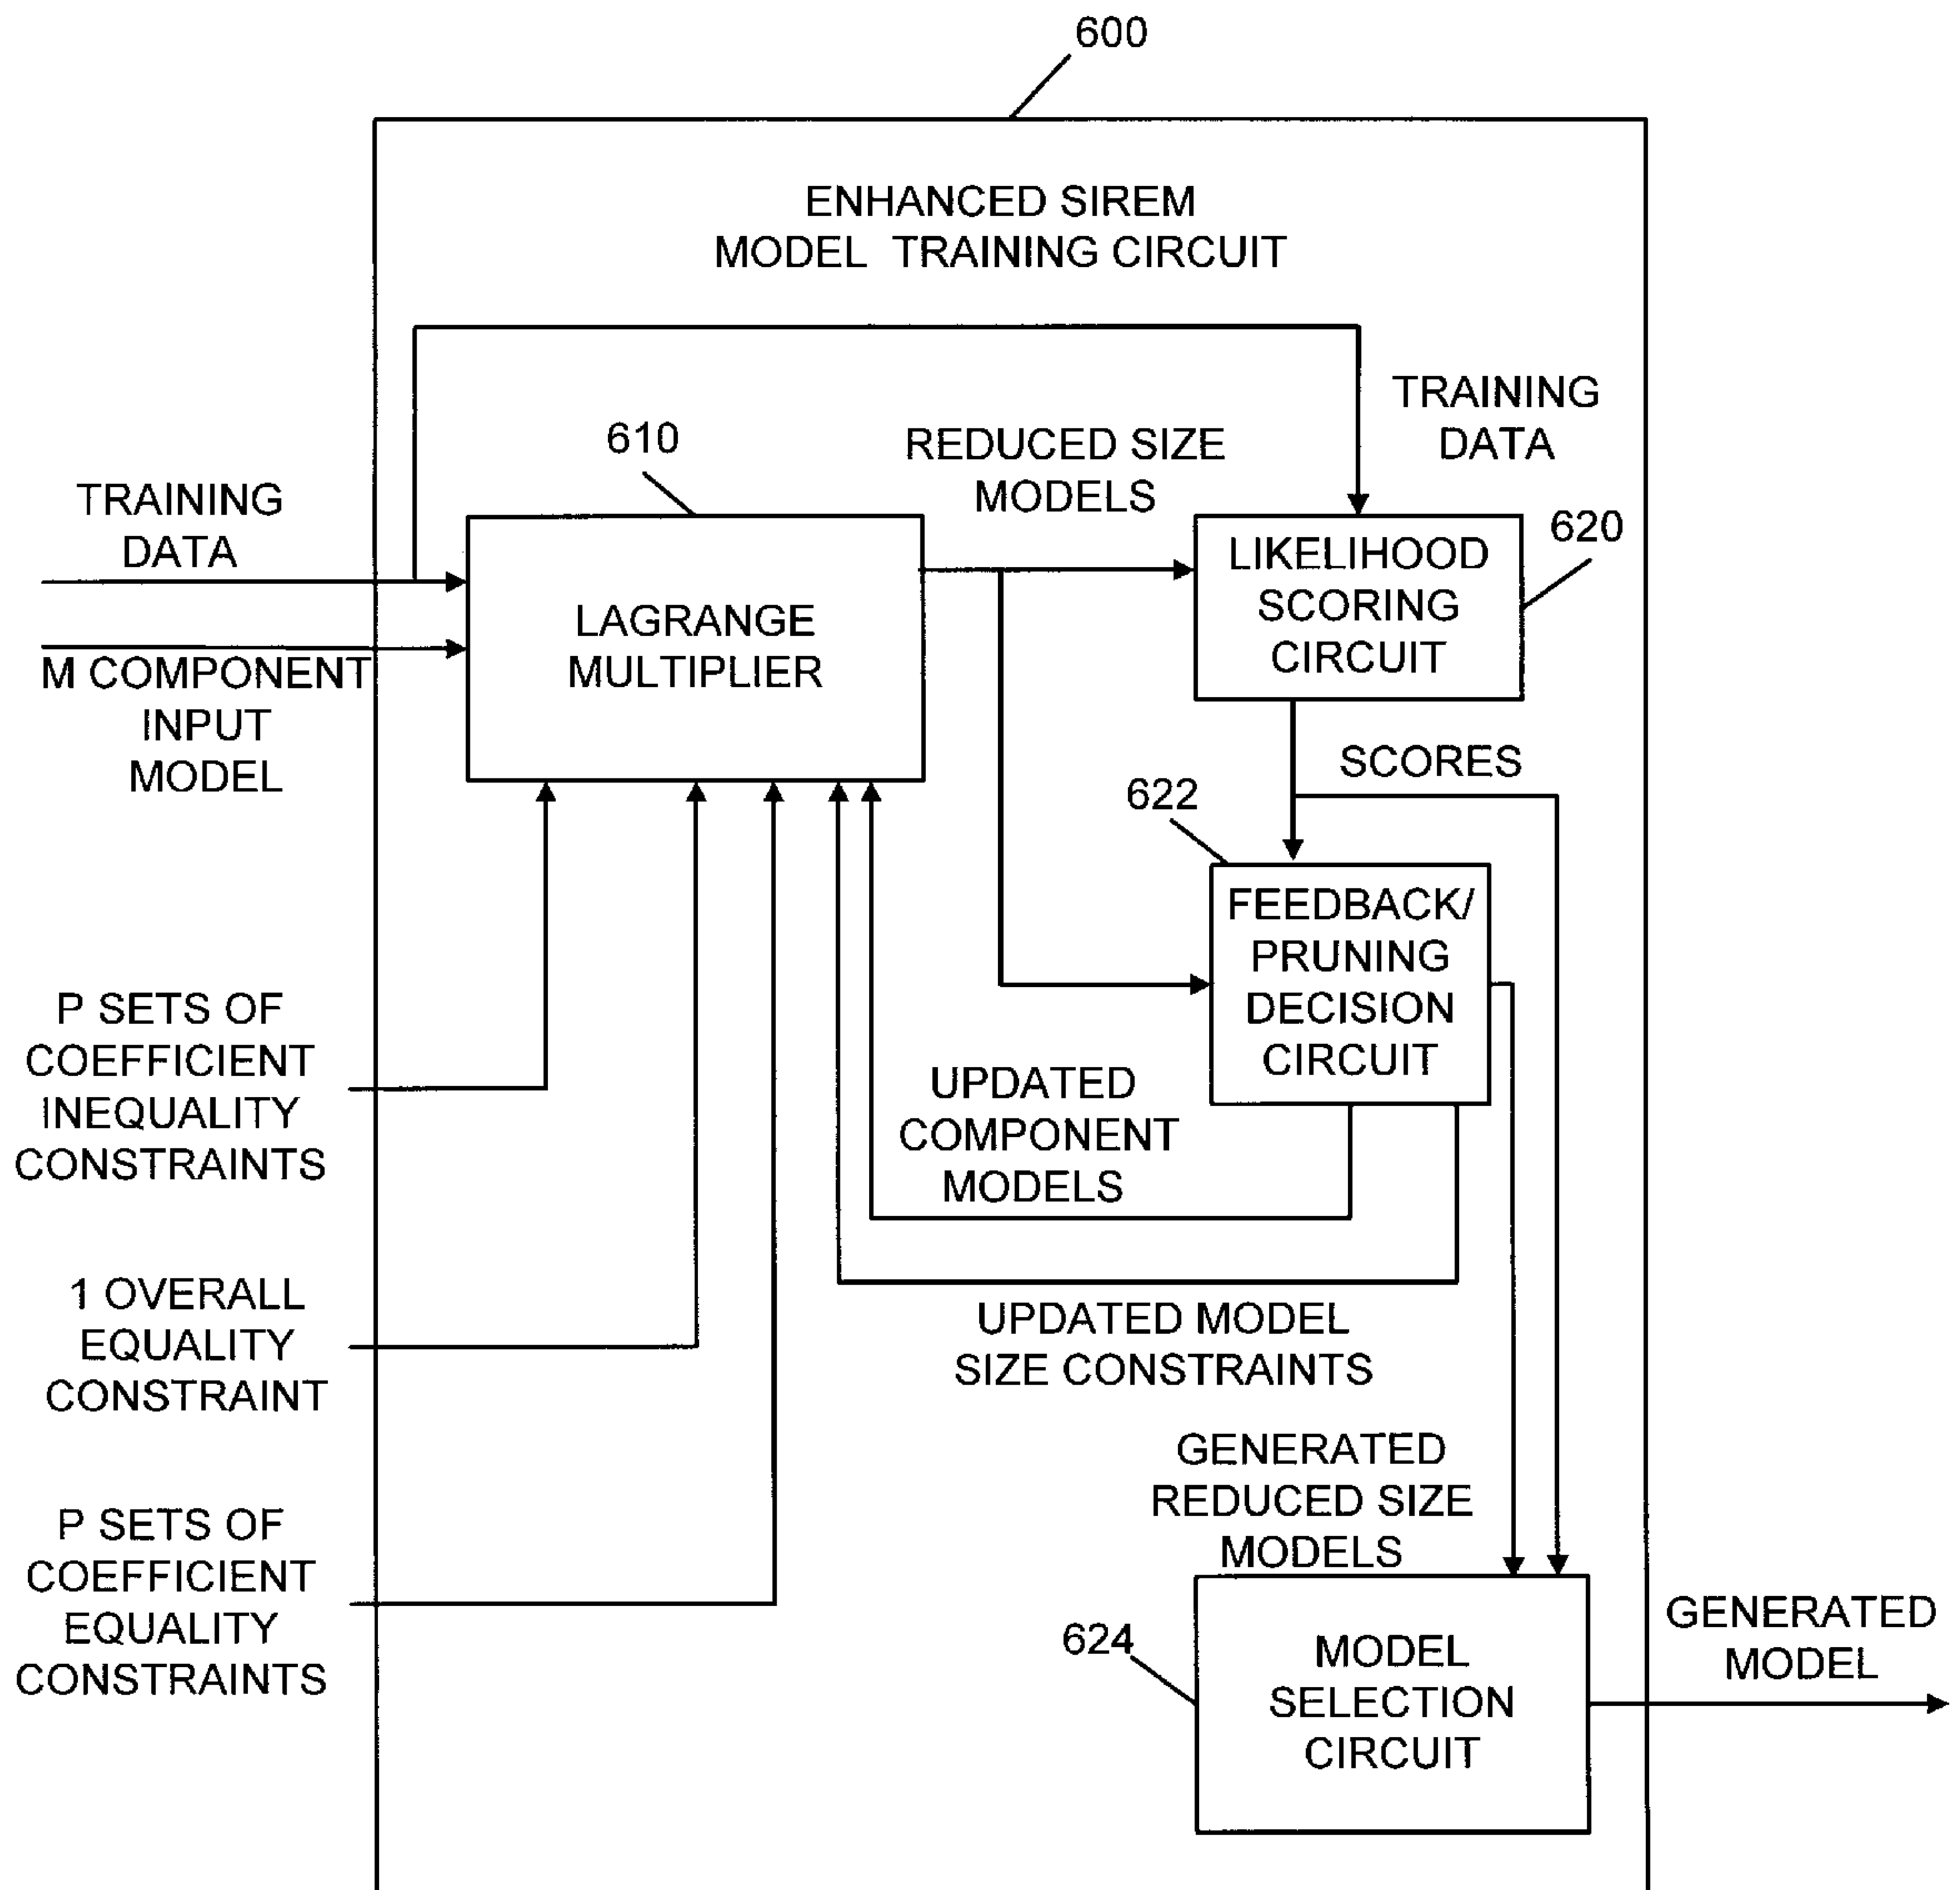 600
ENHANCED SIREM
MODEL TRAINING CIRCUIT
TRAINING
DATA
610
REDUCED SIZE
MODELS
TRAINING
DATA
620
LAGRANGE
MULTIPLIER
LIKELIHOOD
SCORING
CIRCUIT
M COMPONENT
INPUT
MODEL
SCORES
622
FEEDBACK/
PRUNING
DECISION
CIRCUIT
P SETS OF
COEFFICIENT
INEQUALITY
CONSTRAINTS
UPDATED
COMPONENT
MODELS
1 OVERALL
EQUALITY
CONSTRAINT
UPDATED MODEL
SIZE CONSTRAINTS
GENERATED
REDUCED SIZE
MODELS
P SETS OF
COEFFICIENT
EQUALITY
CONSTRAINTS
624
MODEL
SELECTION
CIRCUIT
GENERATED
MODEL